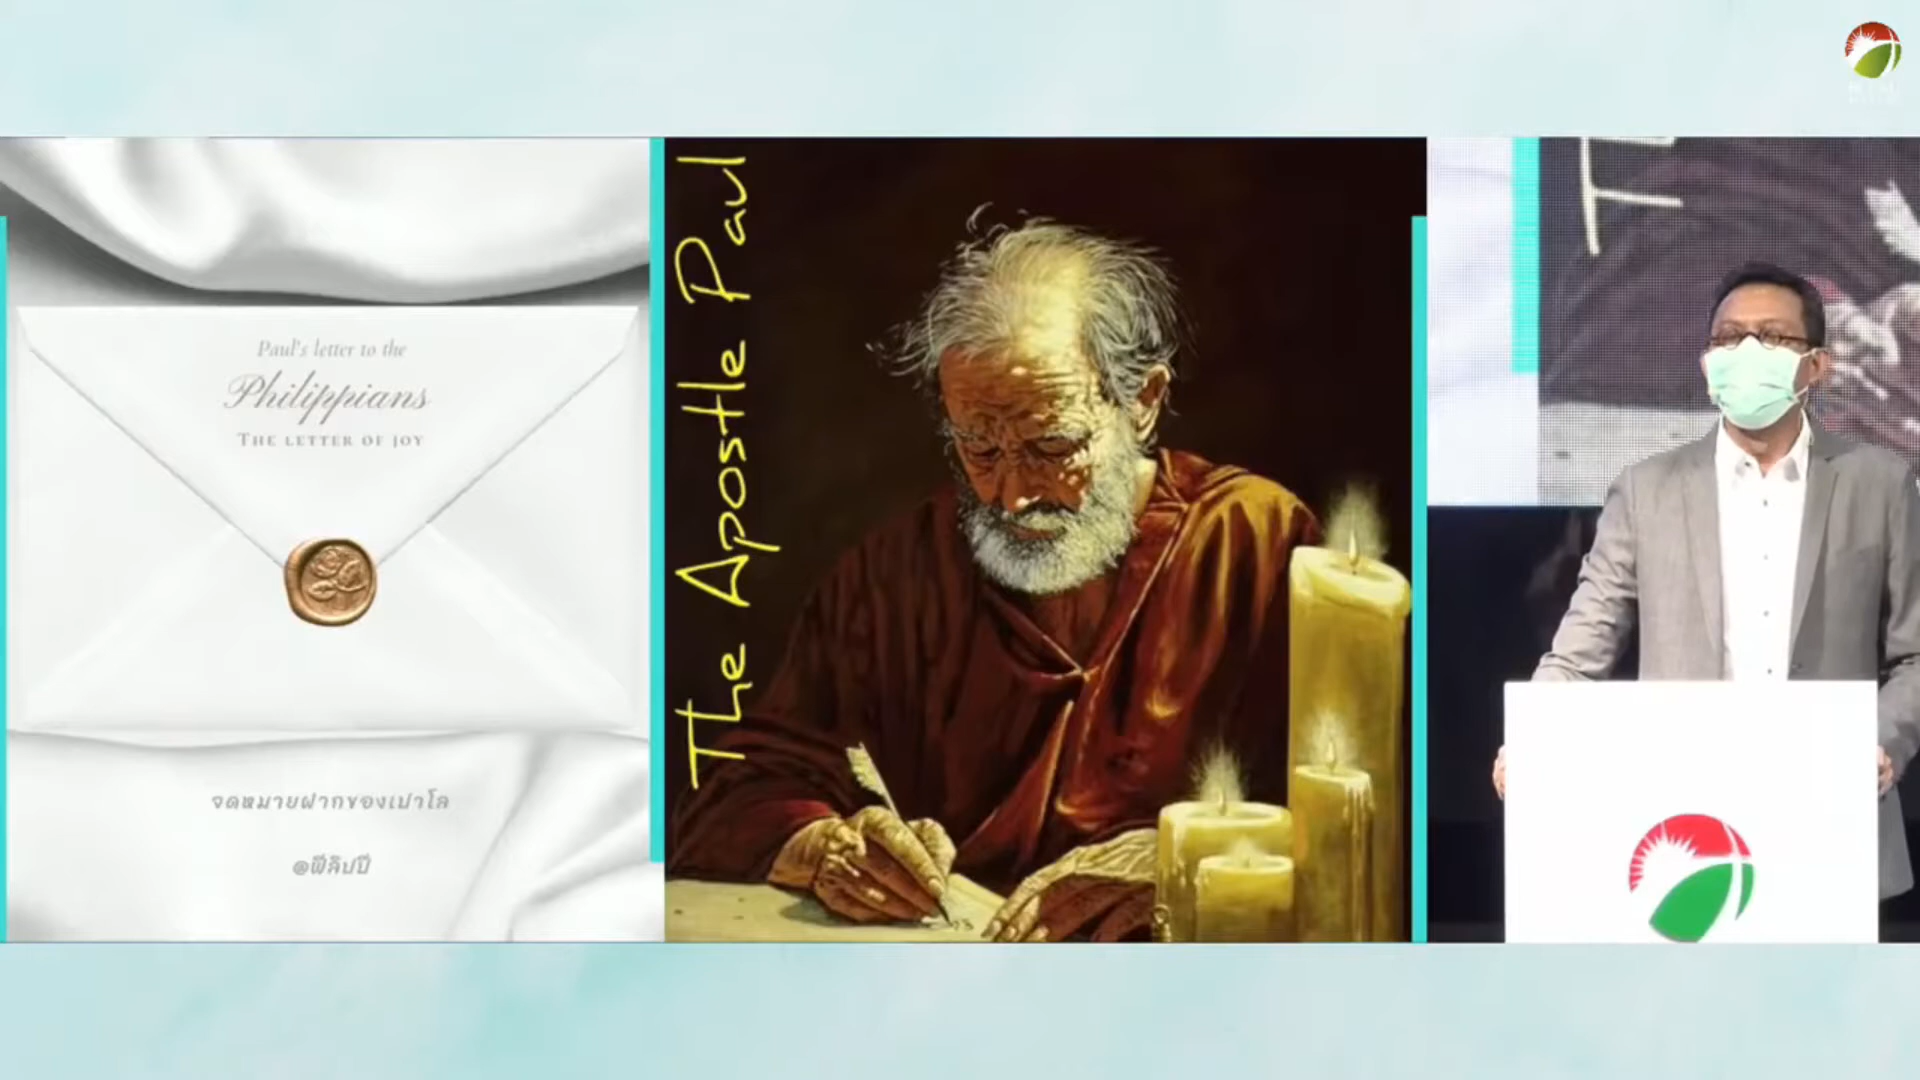 Paul's letter to the
Philippians
THE LETTER OF JOY
จดหมายฝากของเปาโล
@ฟีลิปปี
The Apostle Paul